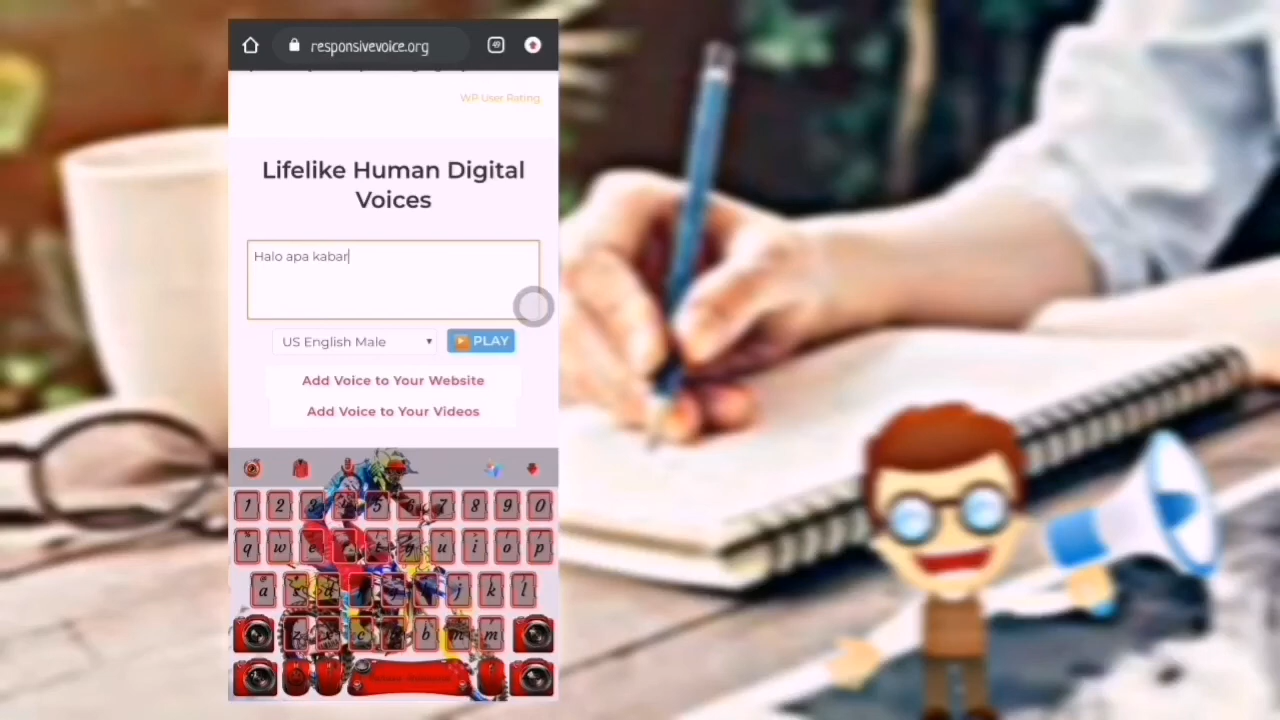 responsivevoice.org
49
WP User Rating
Lifelike Human Digital
Voices
Halo apa kabar
US English Male
PLAY
Add Voice to Your Website
Add Voice to Your Videos
1 2 3 4 5 6 7 8 9 0
q w e t y u i o p
a s d g j k l
z x c b n m